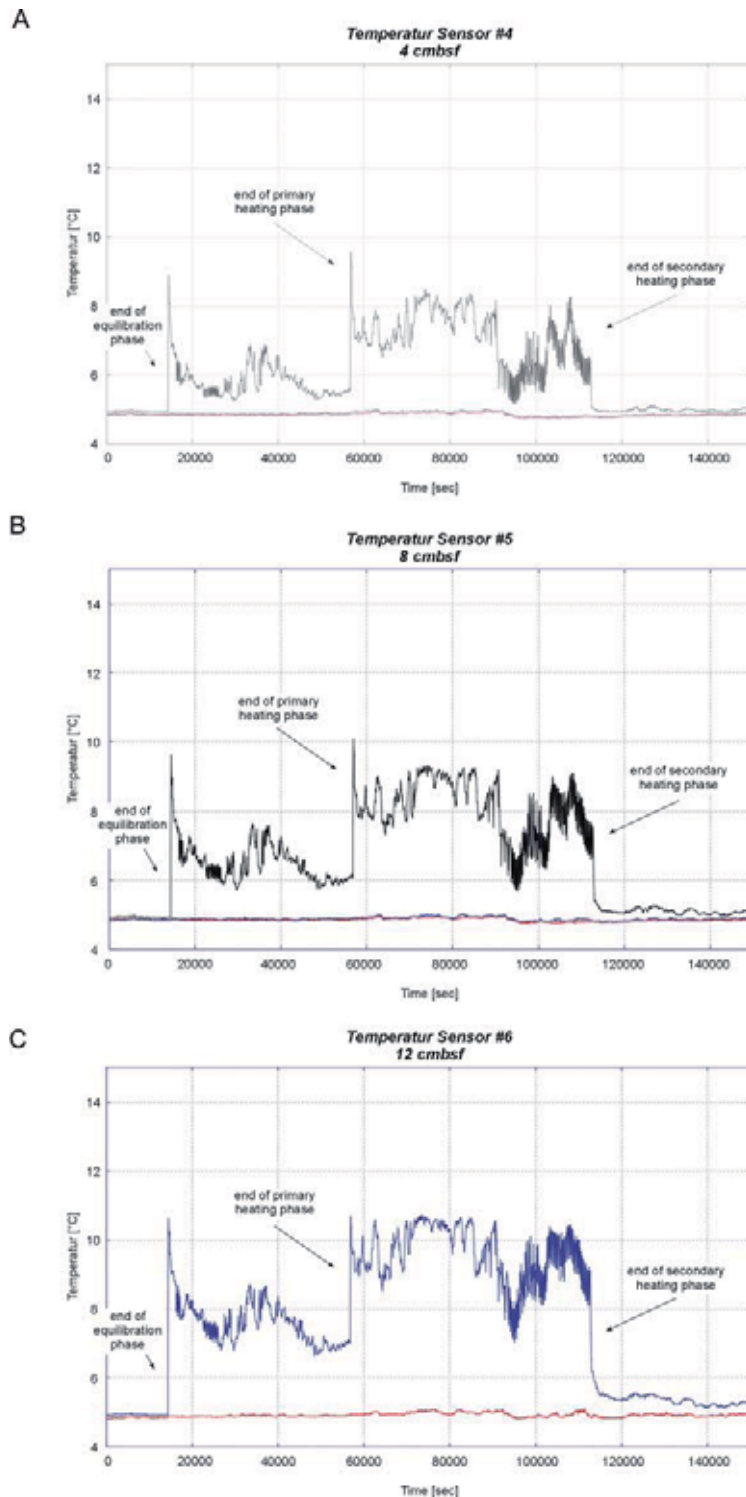 A
Temperatur Sensor #4
4 cmbsf
14
12
10
8
6
4
Temperatur [°C]
end of primary
heating phase
end of secondary
heating phase
end of
equilibration
phase
0 20000 40000 60000 80000 100000 120000 140000
Time [sec]
B
Temperatur Sensor #5
8 cmbsf
14
12
10
8
6
4
Temperatur [°C]
end of primary
heating phase
end of secondary
heating phase
end of
equilibration
phase
0 20000 40000 60000 80000 100000 120000 140000
Time [sec]
C
Temperatur Sensor #6
12 cmbsf
14
12
10
8
6
4
Temperatur [°C]
end of primary
heating phase
end of secondary
heating phase
end of
equilibration
phase
0 20000 40000 60000 80000 100000 120000 140000
Time [sec]